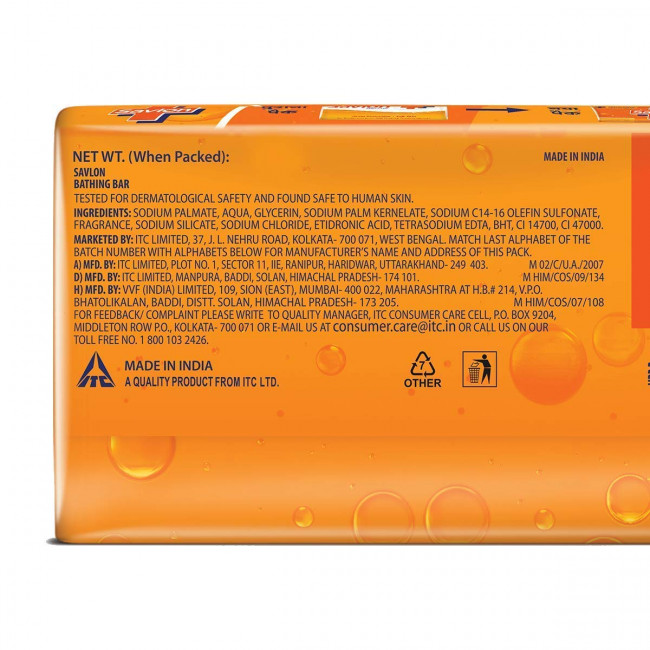 SAVLON
NET WT. (When Packed):
MADE IN INDIA
SAVLON
BATHING BAR
TESTED FOR DERMATOLOGICAL SAFETY AND FOUND SAFE TO HUMAN SKIN.
INGREDIENTS: SODIUM PALMATE, AQUA, GLYCERIN, SODIUM PALM KERNELATE, SODIUM C14-16 OLEFIN SULFONATE,
FRAGRANCE, SODIUM SILICATE, SODIUM CHLORIDE, ETIDRONIC ACID, TETRASODIUM EDTA, BHT, CI 14700, CI 47000.
MARKETED BY: ITC LIMITED, 37, J. L. NEHRU ROAD, KOLKATA- 700 071, WEST BENGAL. MATCH LAST ALPHABET OF THE
BATCH NUMBER WITH ALPHABETS BELOW FOR MANUFACTURER'S NAME AND ADDRESS OF THIS PACK.
A) MFD. BY: ITC LIMITED, PLOT NO. 1, SECTOR 11, IIE, RANIPUR, HARIDWAR, UTTARAKHAND- 249 403. M 02/C/U.A./2007
D) MFD. BY: ITC LIMITED, BAROTIWALA, BADDI, SOLAN, HIMACHAL PRADESH- 174 101. M HIM/COS/09/134
H) MFD. BY: VVF (INDIA) LIMITED, 109, SION (EAST), MUMBAI- 400 022, MAHARASHTRA AT H.B.# 214, V.P.O.
BHATOLIKALAN, BADDI, DISTT. SOLAN, HIMACHAL PRADESH- 173 205. M HIM/COS/07/108
FOR FEEDBACK/ COMPLAINT PLEASE WRITE TO QUALITY MANAGER, ITC CONSUMER CARE CELL, P.O. BOX 9204,
MIDDLETON ROW P.O., KOLKATA- 700 071 OR E-MAIL US AT consumer.care@itc.in OR CALL US ON OUR
TOLL FREE NO. 1 800 103 2426.
ITC
MADE IN INDIA
A QUALITY PRODUCT FROM ITC LTD.
7
OTHER